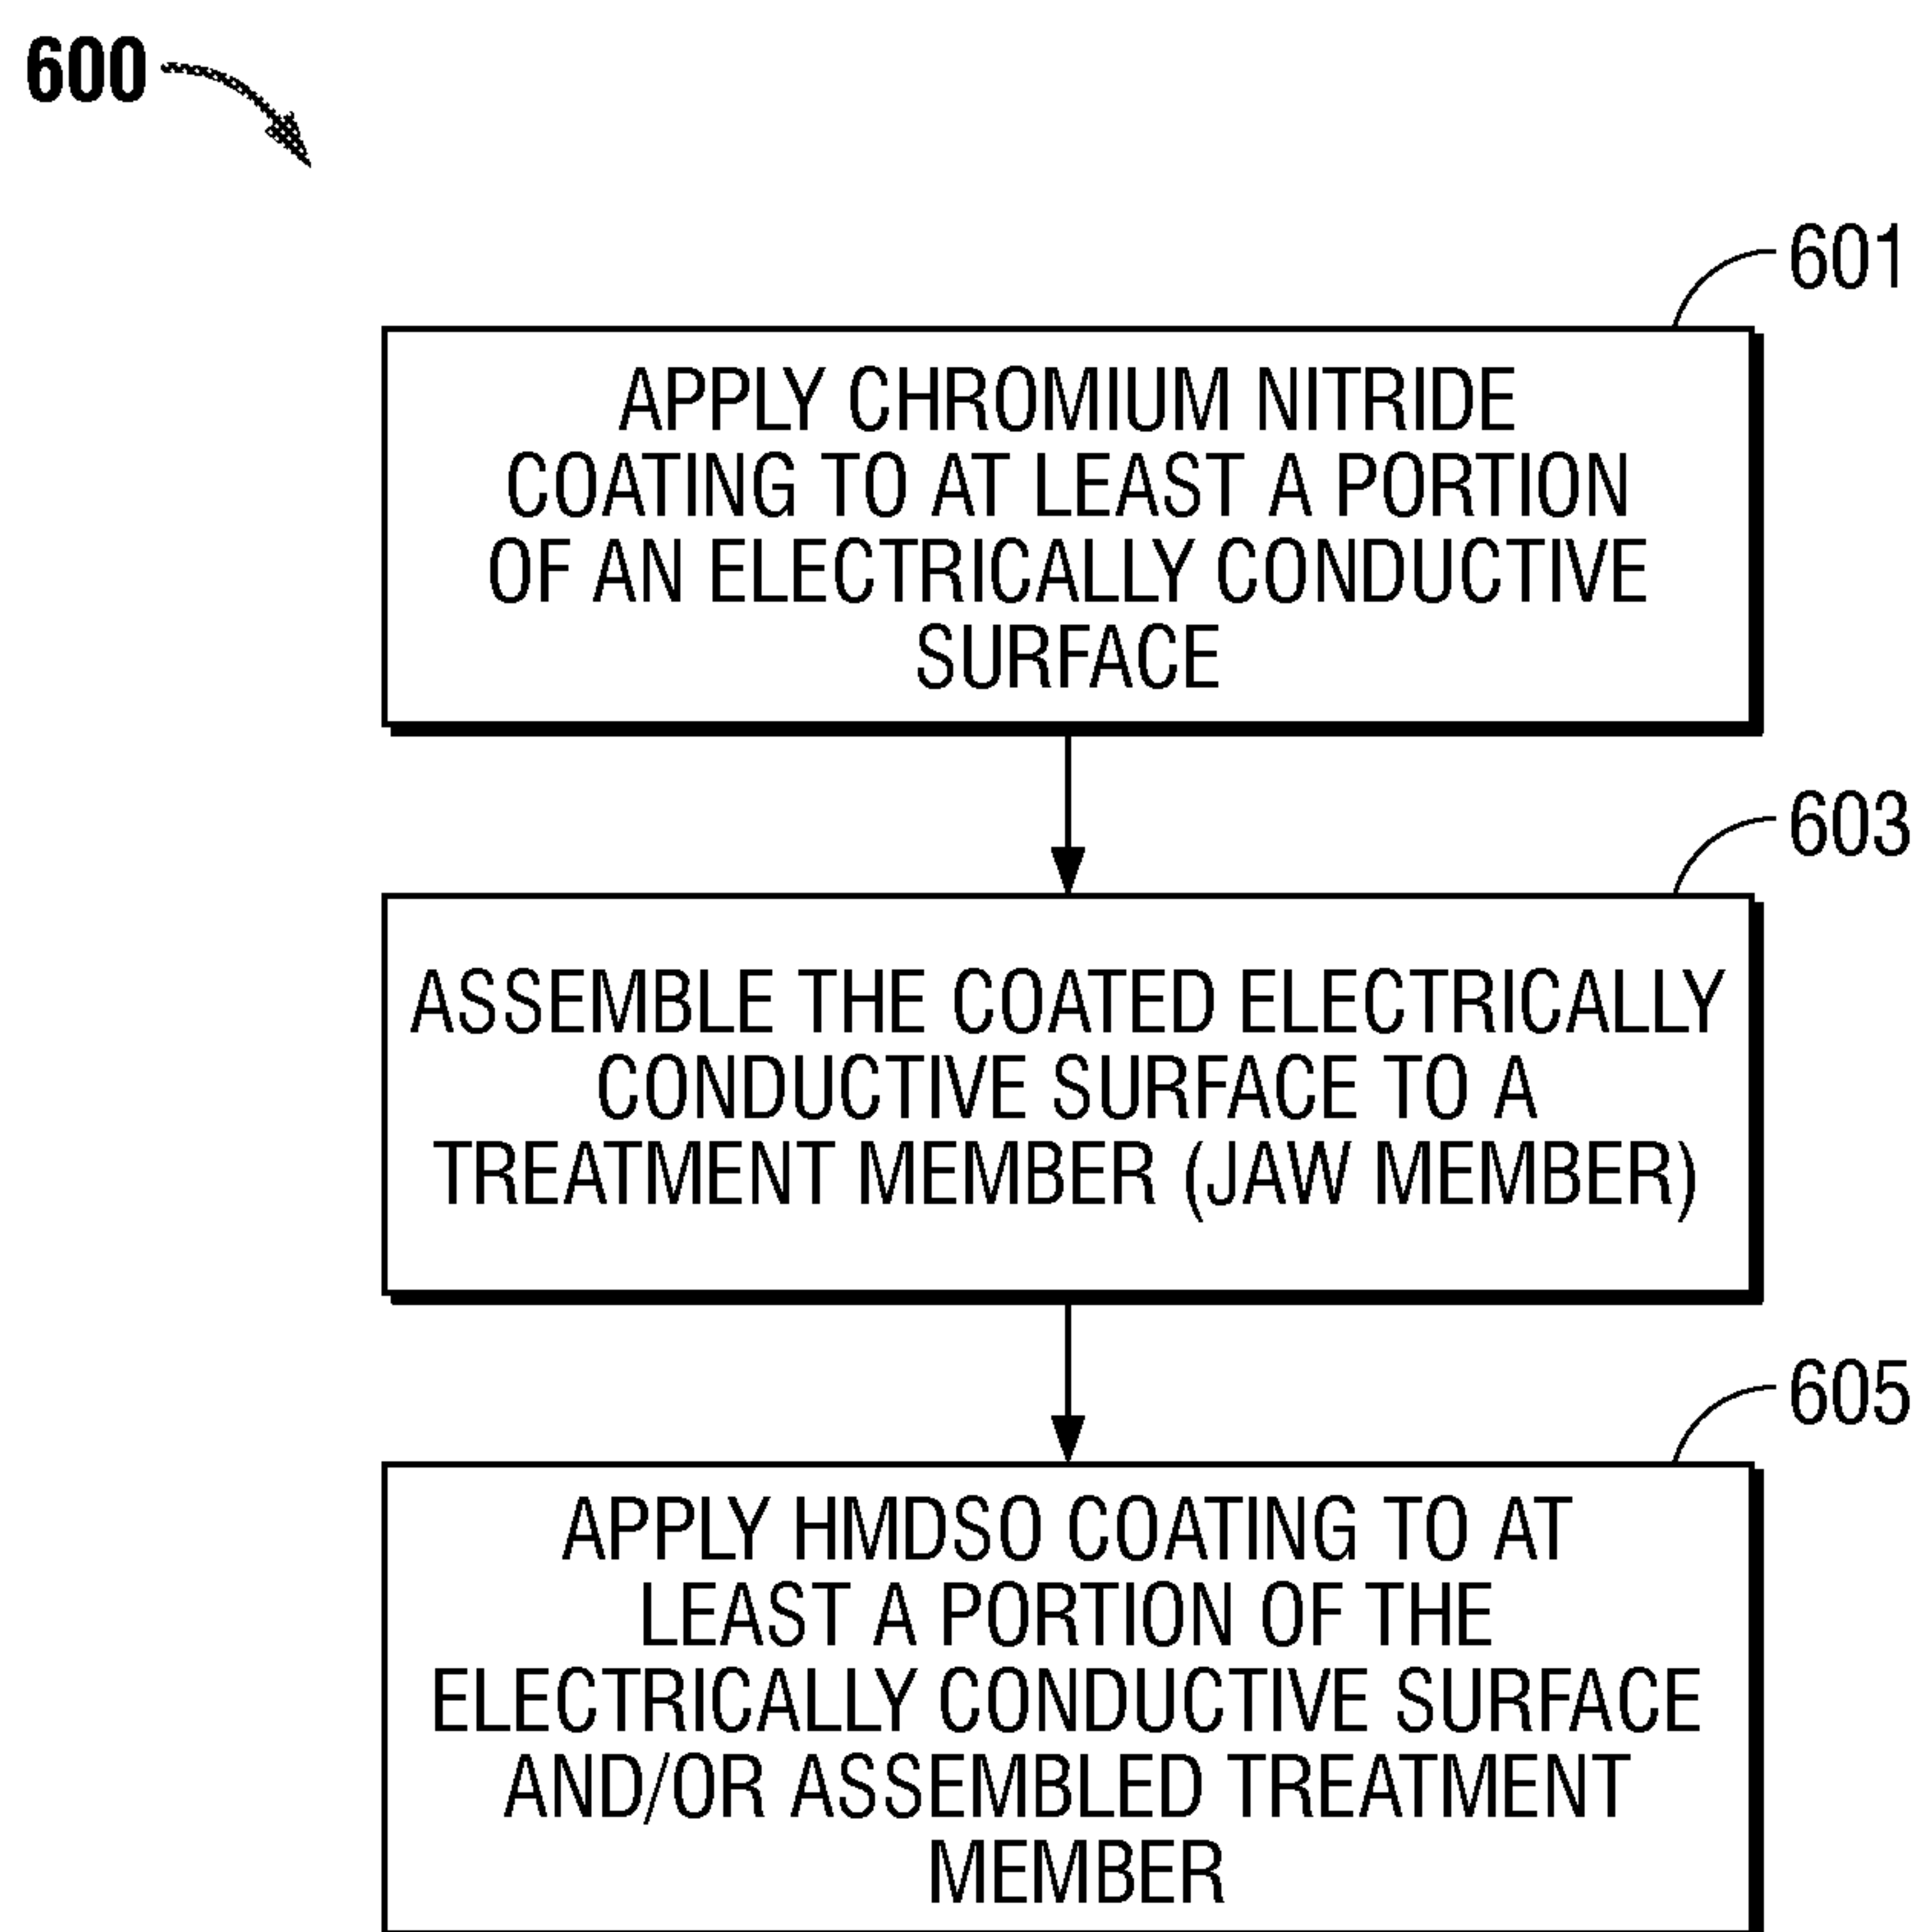 600
601
APPLY CHROMIUM NITRIDE
COATING TO AT LEAST A PORTION
OF AN ELECTRICALLY CONDUCTIVE
SURFACE
603
ASSEMBLE THE COATED ELECTRICALLY
CONDUCTIVE SURFACE TO A
TREATMENT MEMBER (JAW MEMBER)
605
APPLY HMDSO COATING TO AT
LEAST A PORTION OF THE
ELECTRICALLY CONDUCTIVE SURFACE
AND/OR ASSEMBLED TREATMENT
MEMBER